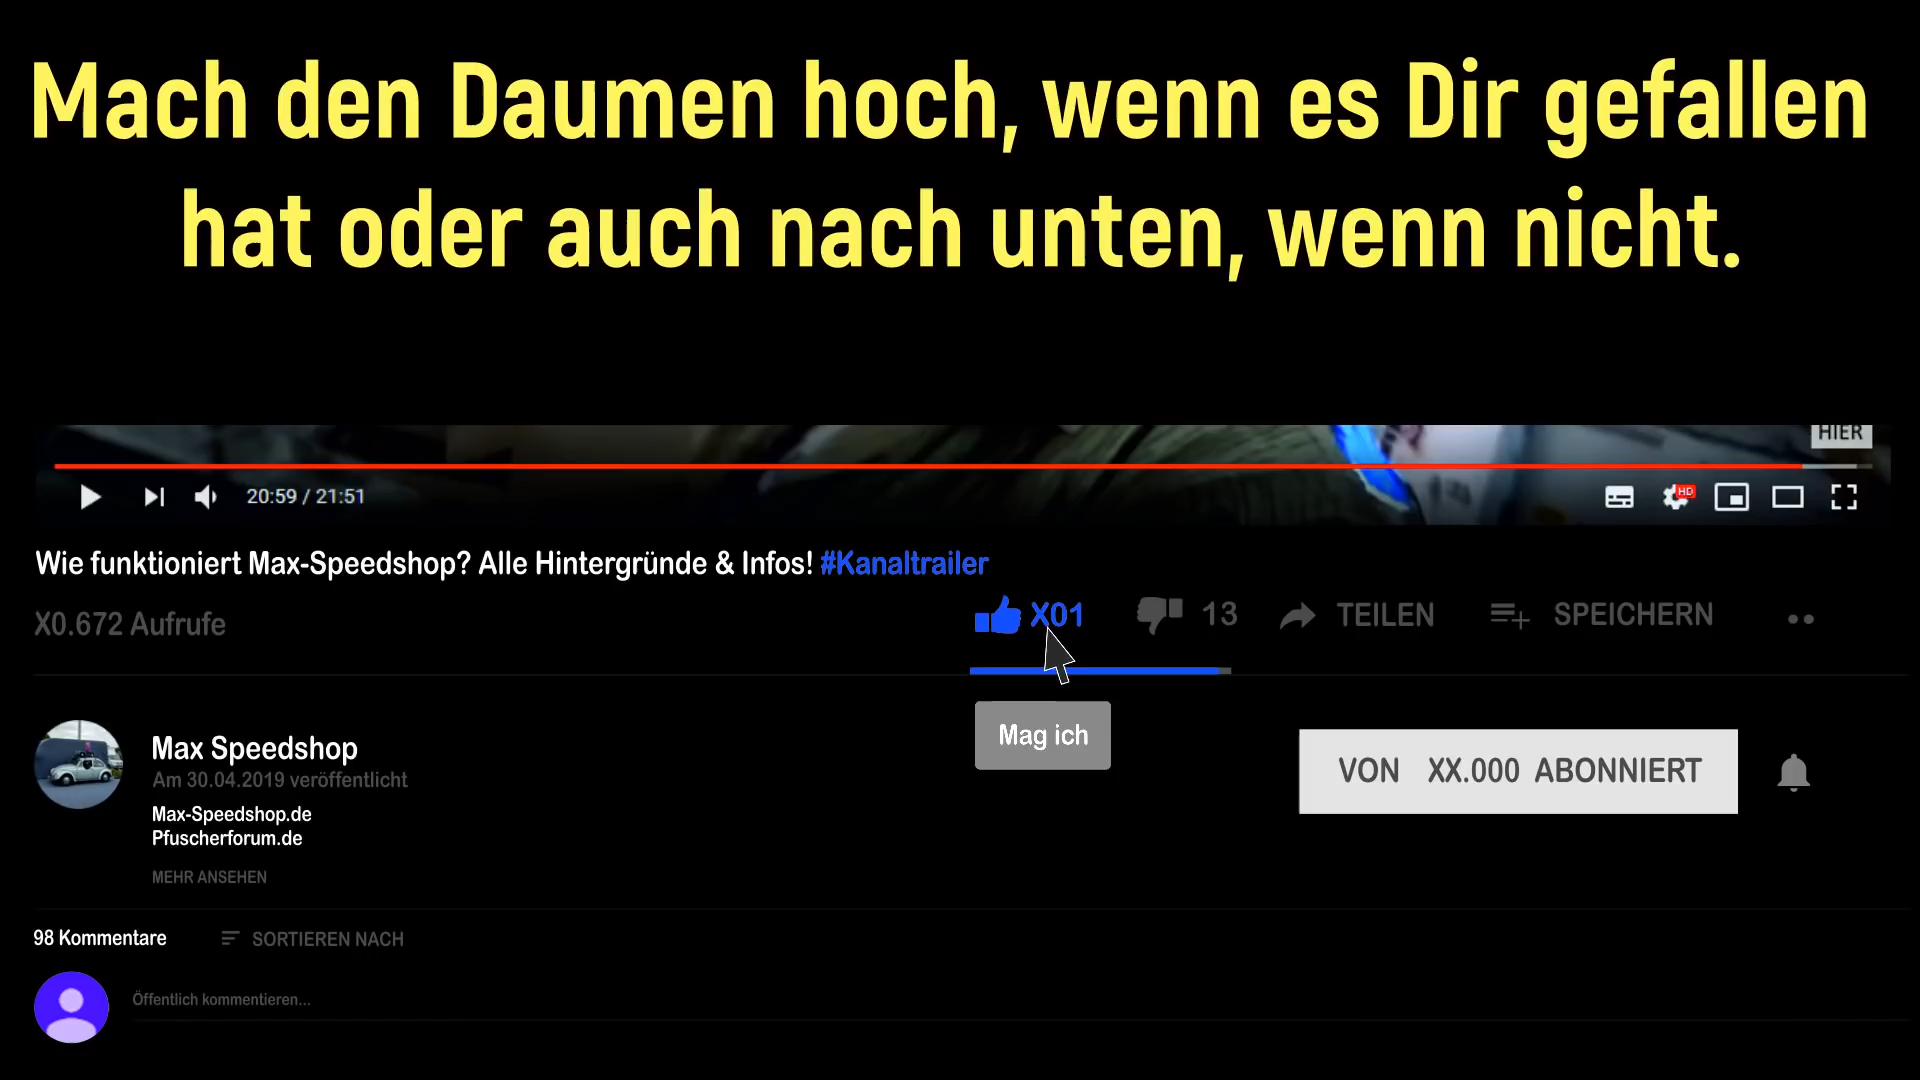 Mach den Daumen hoch, wenn es Dir gefallen
hat oder auch nach unten, wenn nicht.
HIER
20:59 / 21:51
HD
Wie funktioniert Max-Speedshop? Alle Hintergründe & Infos! #Kanaltrailer
X0.672 Aufrufe
X01 13 TEILEN SPEICHERN
Mag ich
Max Speedshop
Am 30.04.2019 veröffentlicht
Max-Speedshop.de
Pfuscherforum.de
MEHR ANSEHEN
VON XX.000 ABONNIERT
98 Kommentare SORTIEREN NACH
Öffentlich kommentieren...